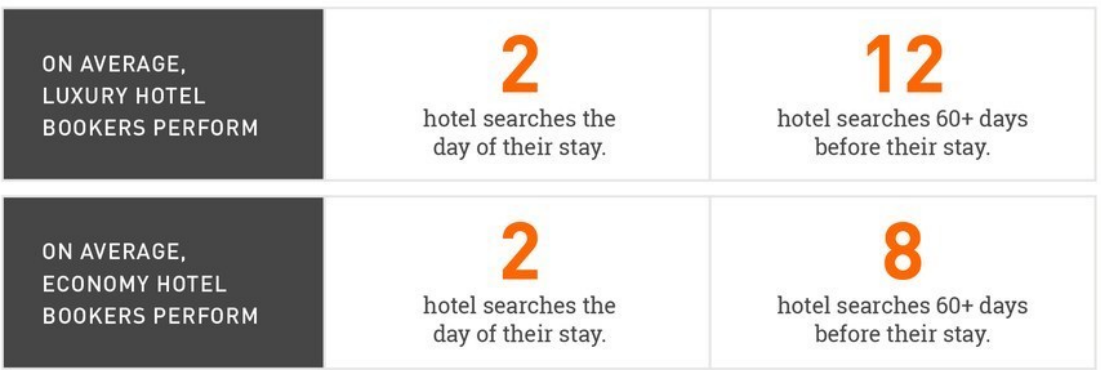 ON AVERAGE,
LUXURY HOTEL
BOOKERS PERFORM
2
hotel searches the
day of their stay.
12
hotel searches 60+ days
before their stay.
ON AVERAGE,
ECONOMY HOTEL
BOOKERS PERFORM
2
hotel searches the
day of their stay.
8
hotel searches 60+ days
before their stay.